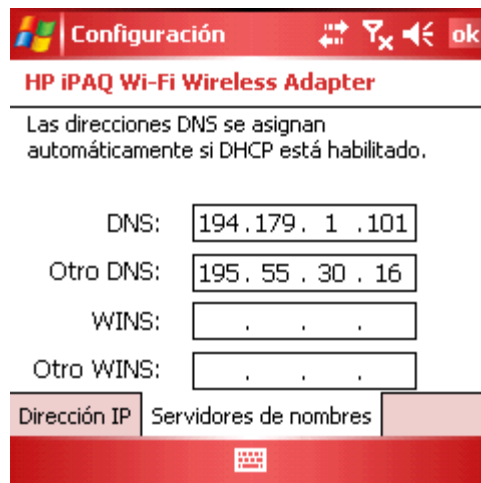 Configuración ok
HP iPAQ Wi-Fi Wireless Adapter
Las direcciones DNS se asignan
automáticamente si DHCP está habilitado.
DNS: 194.179. 1 .101
Otro DNS: 195. 55 . 30 . 16
WINS: . . .
Otro WINS: . . .
Dirección IP Servidores de nombres